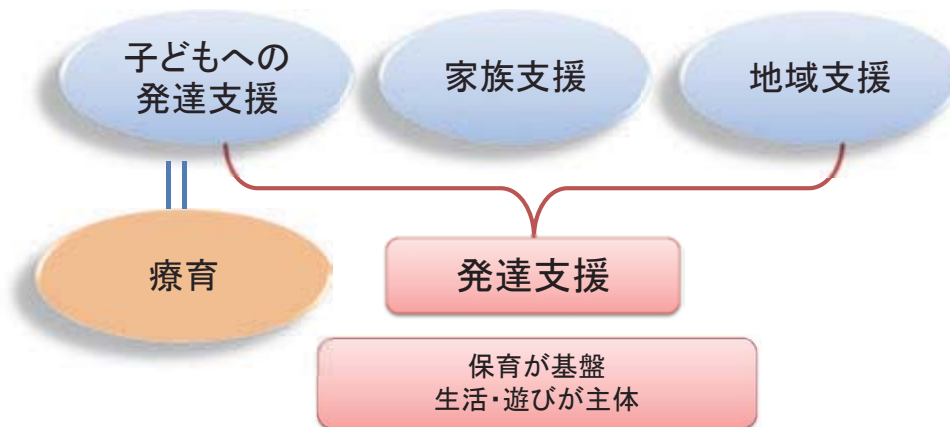 子どもへの
発達支援
家族支援
地域支援
療育
発達支援
保育が基盤
生活・遊びが主体